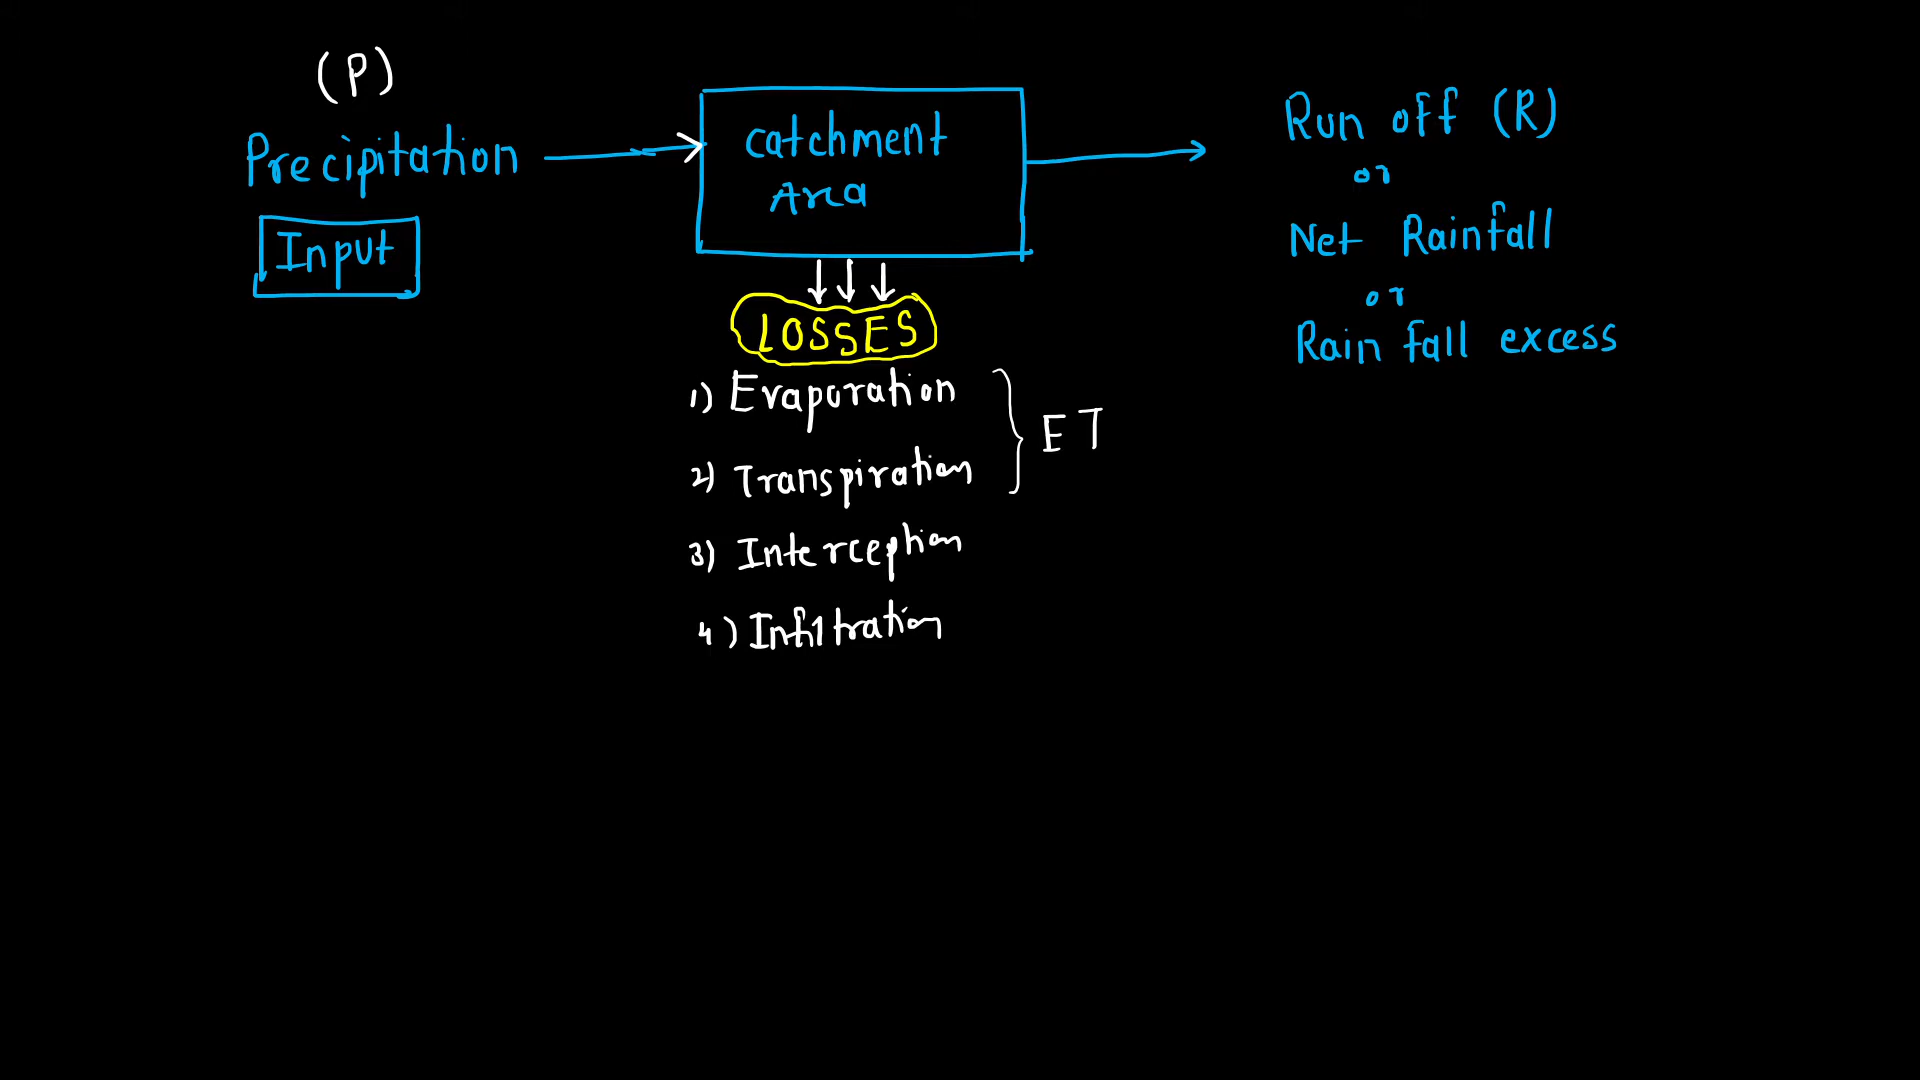 (P)
Precipitation
Input
Catchment
Area
LOSSES
1) Evaporation
2) Transpiration
ET
3) Interception
4) Infiltration
Run off (R)
or
Net Rainfall
or
Rain fall excess